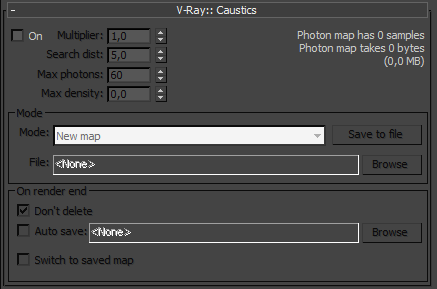 - V-Ray:: Caustics
On Multiplier: 1,0 Photon map has 0 samples
Search dist: 5,0 Photon map takes 0 bytes
Max photons: 60 (0,0 MB)
Max density: 0,0
Mode
Mode: New map Save to file
File: <None> Browse
On render end
Don't delete
Auto save: <None> Browse
Switch to saved map